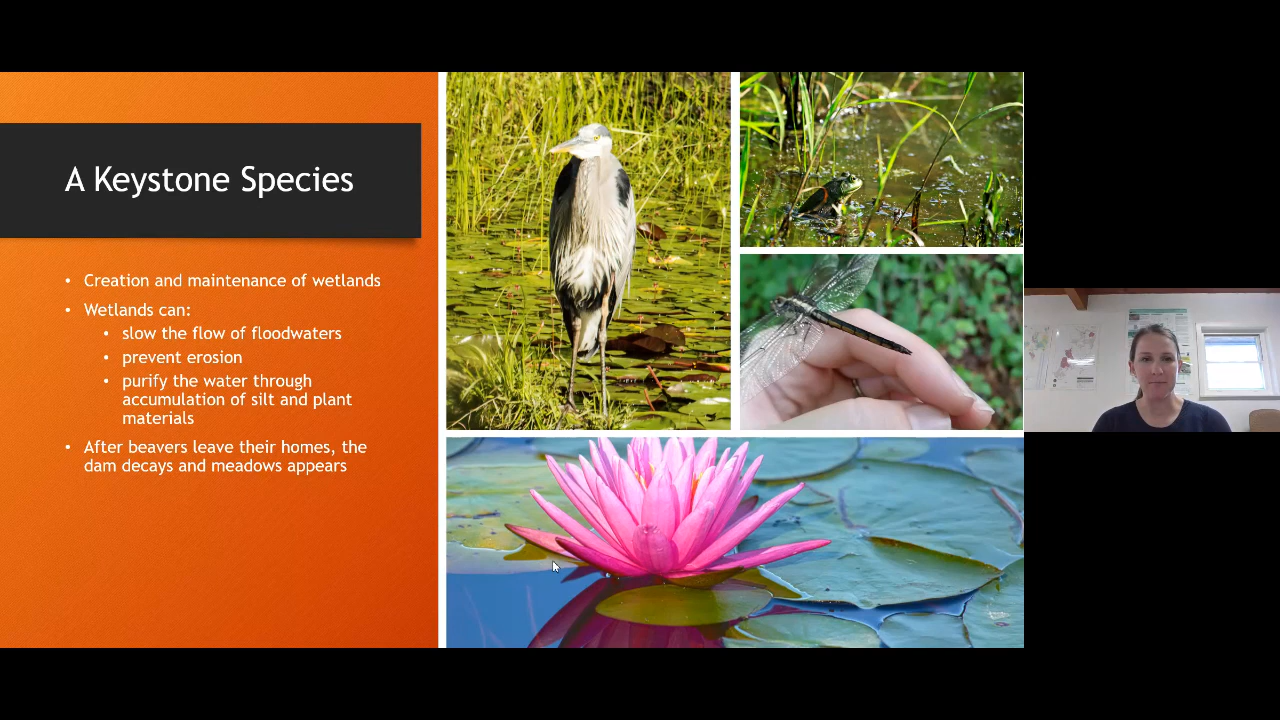 A Keystone Species
• Creation and maintenance of wetlands
• Wetlands can:
• slow the flow of floodwaters
• prevent erosion
• purify the water through
accumulation of silt and plant
materials
• After beavers leave their homes, the
dam decays and meadows appears